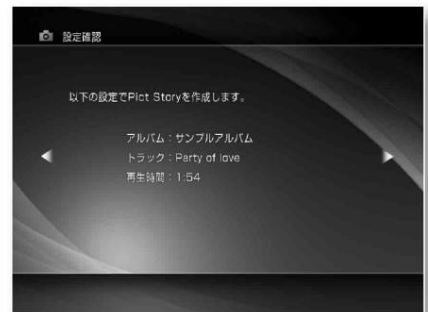 設定確認
以下の設定でPict Storyを作成します。
アルバム：サンプルアルバム
トラック：Party of love
再生時間：1:54